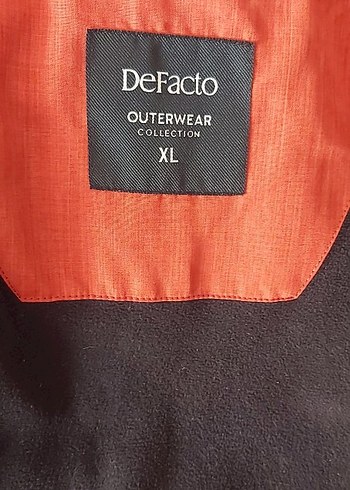 DeFacto
OUTERWEAR
COLLECTION
XL